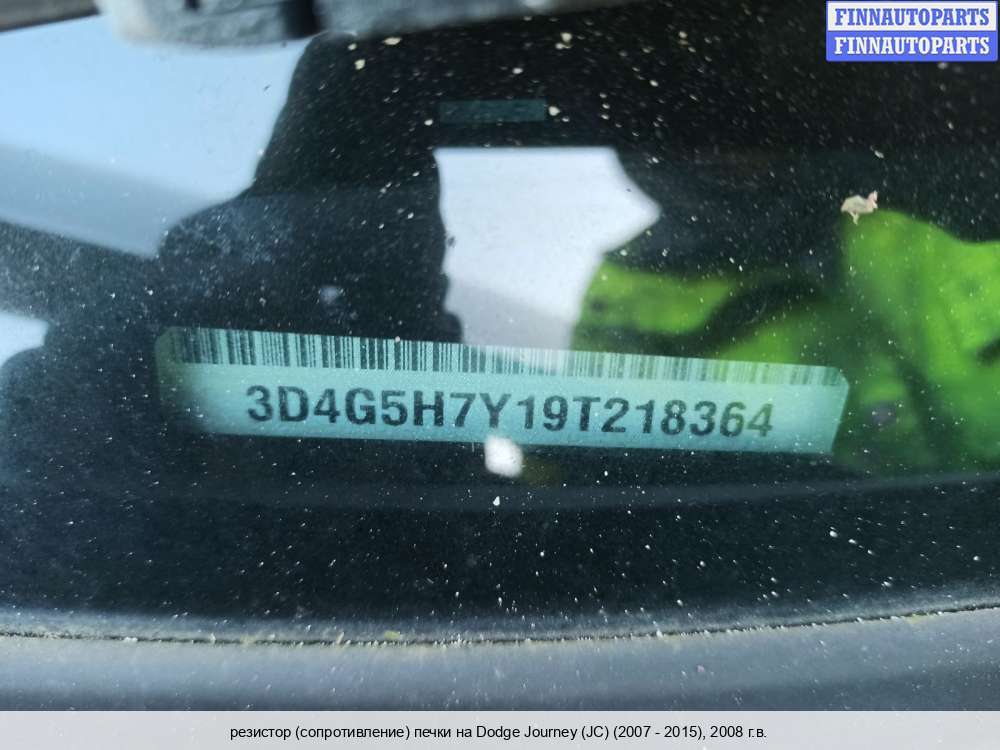 FINNAUTOPARTS
FINNAUTOPARTS
3D4G5H7Y19T218364
резистор (сопротивление) печки на Dodge Journey (JC) (2007 - 2015), 2008 г.в.